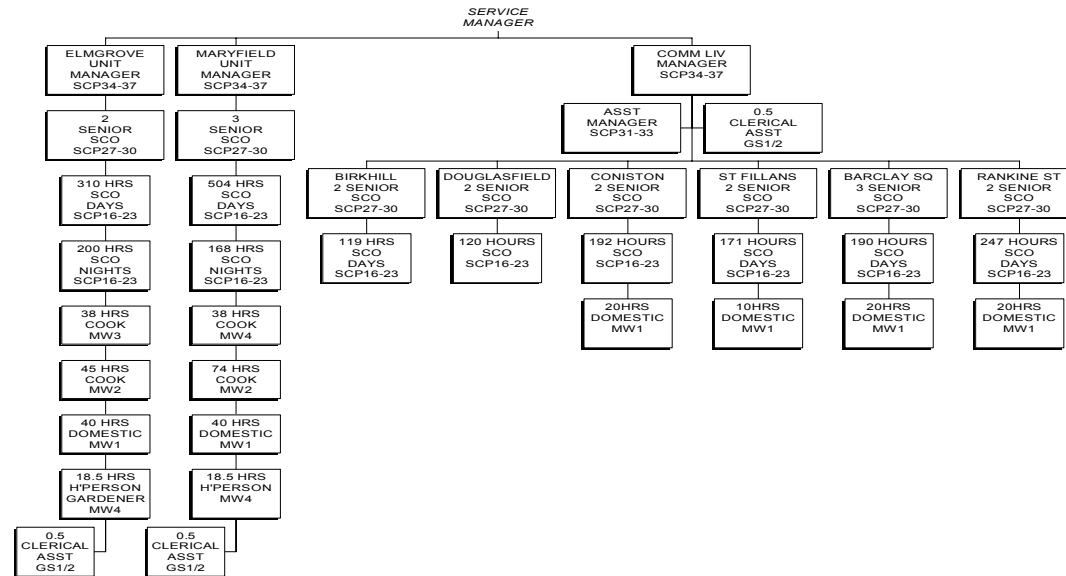 SERVICE
MANAGER
ELMGROVE
UNIT
MANAGER
SCP34-37
MARYFIELD
UNIT
MANAGER
SCP34-37
COMM LIV
MANAGER
SCP34-37
2
SENIOR
SCO
SCP27-30
3
SENIOR
SCO
SCP27-30
ASST
MANAGER
SCP31-33
0.5
CLERICAL
ASST
GS1/2
310 HRS
SCO
DAYS
SCP16-23
504 HRS
SCO
DAYS
SCP16-23
BIRKHILL
2 SENIOR
SCO
SCP27-30
DOUGLASFIELD
2 SENIOR
SCO
SCP27-30
CONISTON
2 SENIOR
SCO
SCP27-30
ST FILLANS
2 SENIOR
SCO
SCP27-30
BARCLAY SQ
3 SENIOR
SCO
SCP27-30
RANKINE ST
2 SENIOR
SCO
SCP27-30
200 HRS
SCO
NIGHTS
SCP16-23
168 HRS
SCO
NIGHTS
SCP16-23
119 HRS
SCO
DAYS
SCP16-23
120 HOURS
SCO
SCP16-23
192 HOURS
SCO
SCP16-23
171 HOURS
SCO
DAYS
SCP16-23
190 HOURS
SCO
DAYS
SCP16-23
247 HOURS
SCO
DAYS
SCP16-23
38 HRS
COOK
MW3
38 HRS
COOK
MW4
20HRS
DOMESTIC
MW1
10HRS
DOMESTIC
MW1
20HRS
DOMESTIC
MW1
20HRS
DOMESTIC
MW1
45 HRS
COOK
MW2
74 HRS
COOK
MW2
40 HRS
DOMESTIC
MW1
40 HRS
DOMESTIC
MW1
18.5 HRS
H'PERSON
GARDENER
MW4
18.5 HRS
H'PERSON
MW4
0.5
CLERICAL
ASST
GS1/2
0.5
CLERICAL
ASST
GS1/2